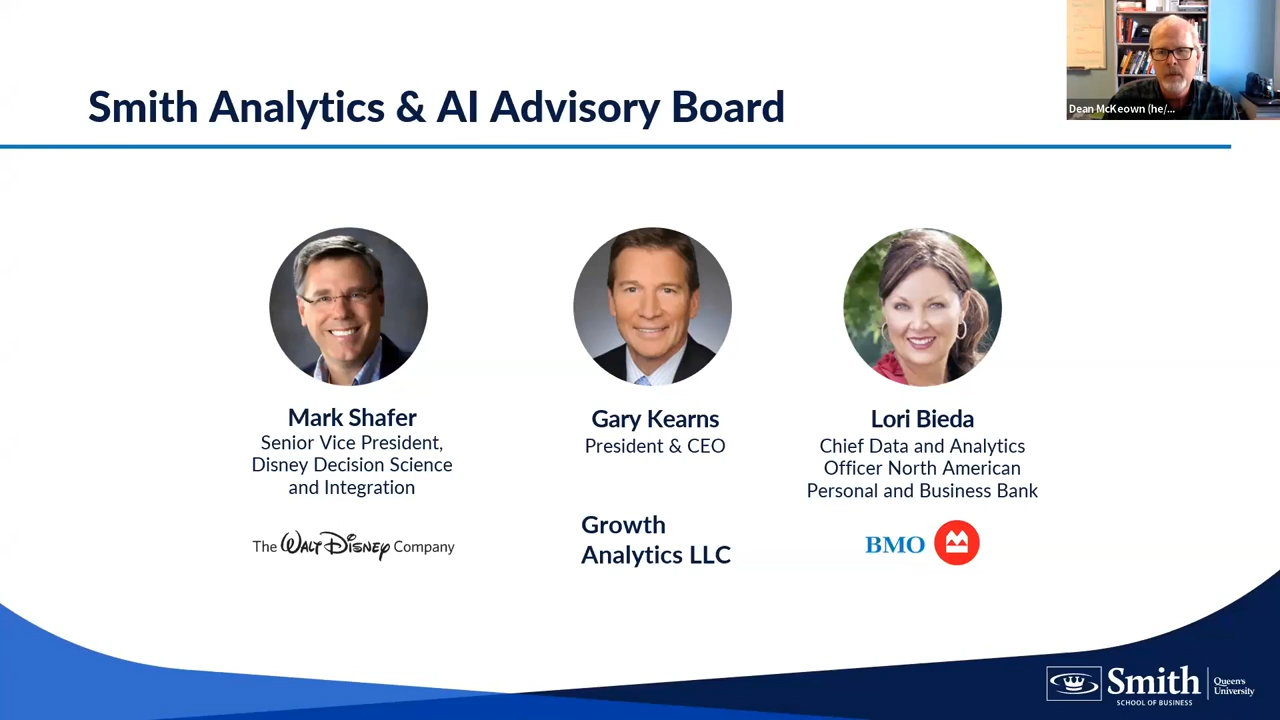 Smith Analytics & AI Advisory Board
Dean McKeown (he/...
Mark Shafer
Senior Vice President,
Disney Decision Science
and Integration
The Walt Disney Company
Gary Kearns
President & CEO
Growth
Analytics LLC
Lori Bieda
Chief Data and Analytics
Officer North American
Personal and Business Bank
BMO
Smith
SCHOOL OF BUSINESS
Queen's
University